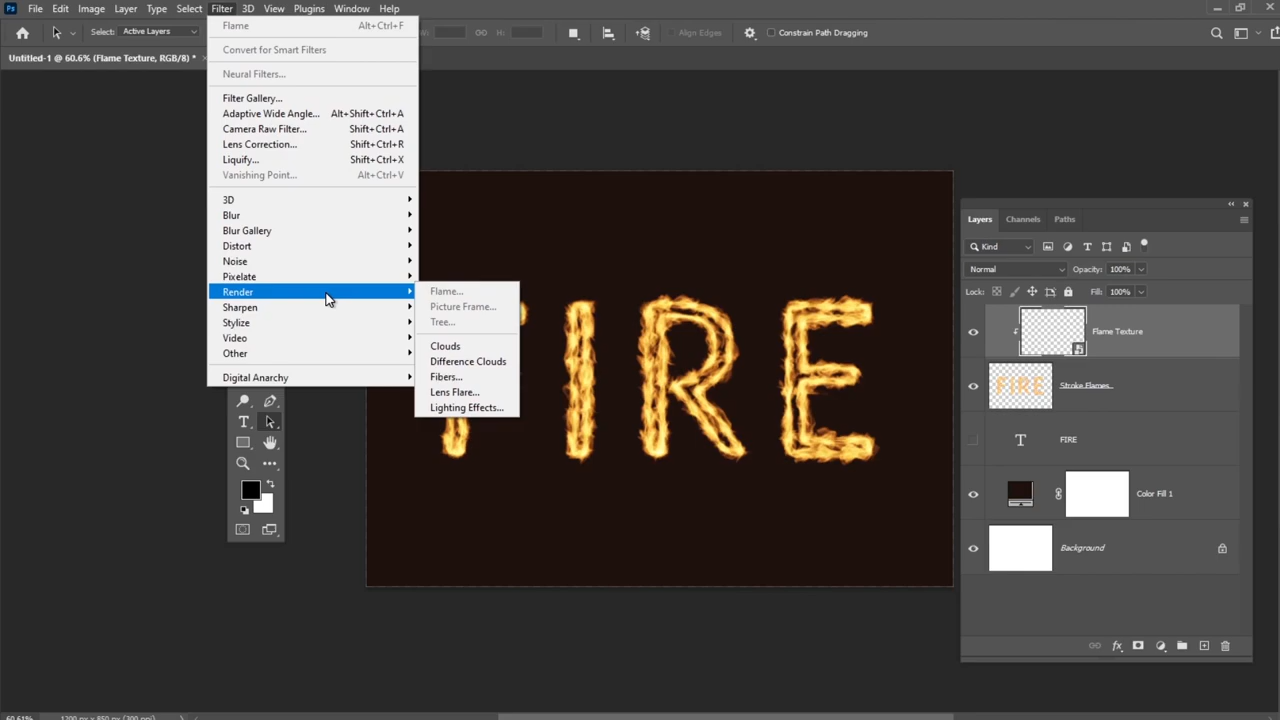 Ps File Edit Image Layer Type Select Filter 3D View Plugins Window Help
Select: Active Layers W: H: Align Edges Constrain Path Dragging
Untitled-1 @ 60.6% (Flame Texture, RGB/8) * ×
Flame Alt+Ctrl+F
Convert for Smart Filters
Neural Filters...
Filter Gallery...
Adaptive Wide Angle... Alt+Shift+Ctrl+A
Camera Raw Filter... Shift+Ctrl+A
Lens Correction... Shift+Ctrl+R
Liquify... Shift+Ctrl+X
Vanishing Point... Alt+Ctrl+V
3D
Blur
Blur Gallery
Distort
Noise
Pixelate
Render
Sharpen
Stylize
Video
Other
Digital Anarchy
Flame...
Picture Frame...
Tree...
Clouds
Difference Clouds
Fibers...
Lens Flare...
Lighting Effects...
FIRE
T
Layers Channels Paths
Kind
T
Normal Opacity: 100%
Lock: Fill: 100%
Flame Texture
FIRE Stroke Flames
T FIRE
Color Fill 1
Background
fx
60.61% 1200 px x 850 px (300 ppi)